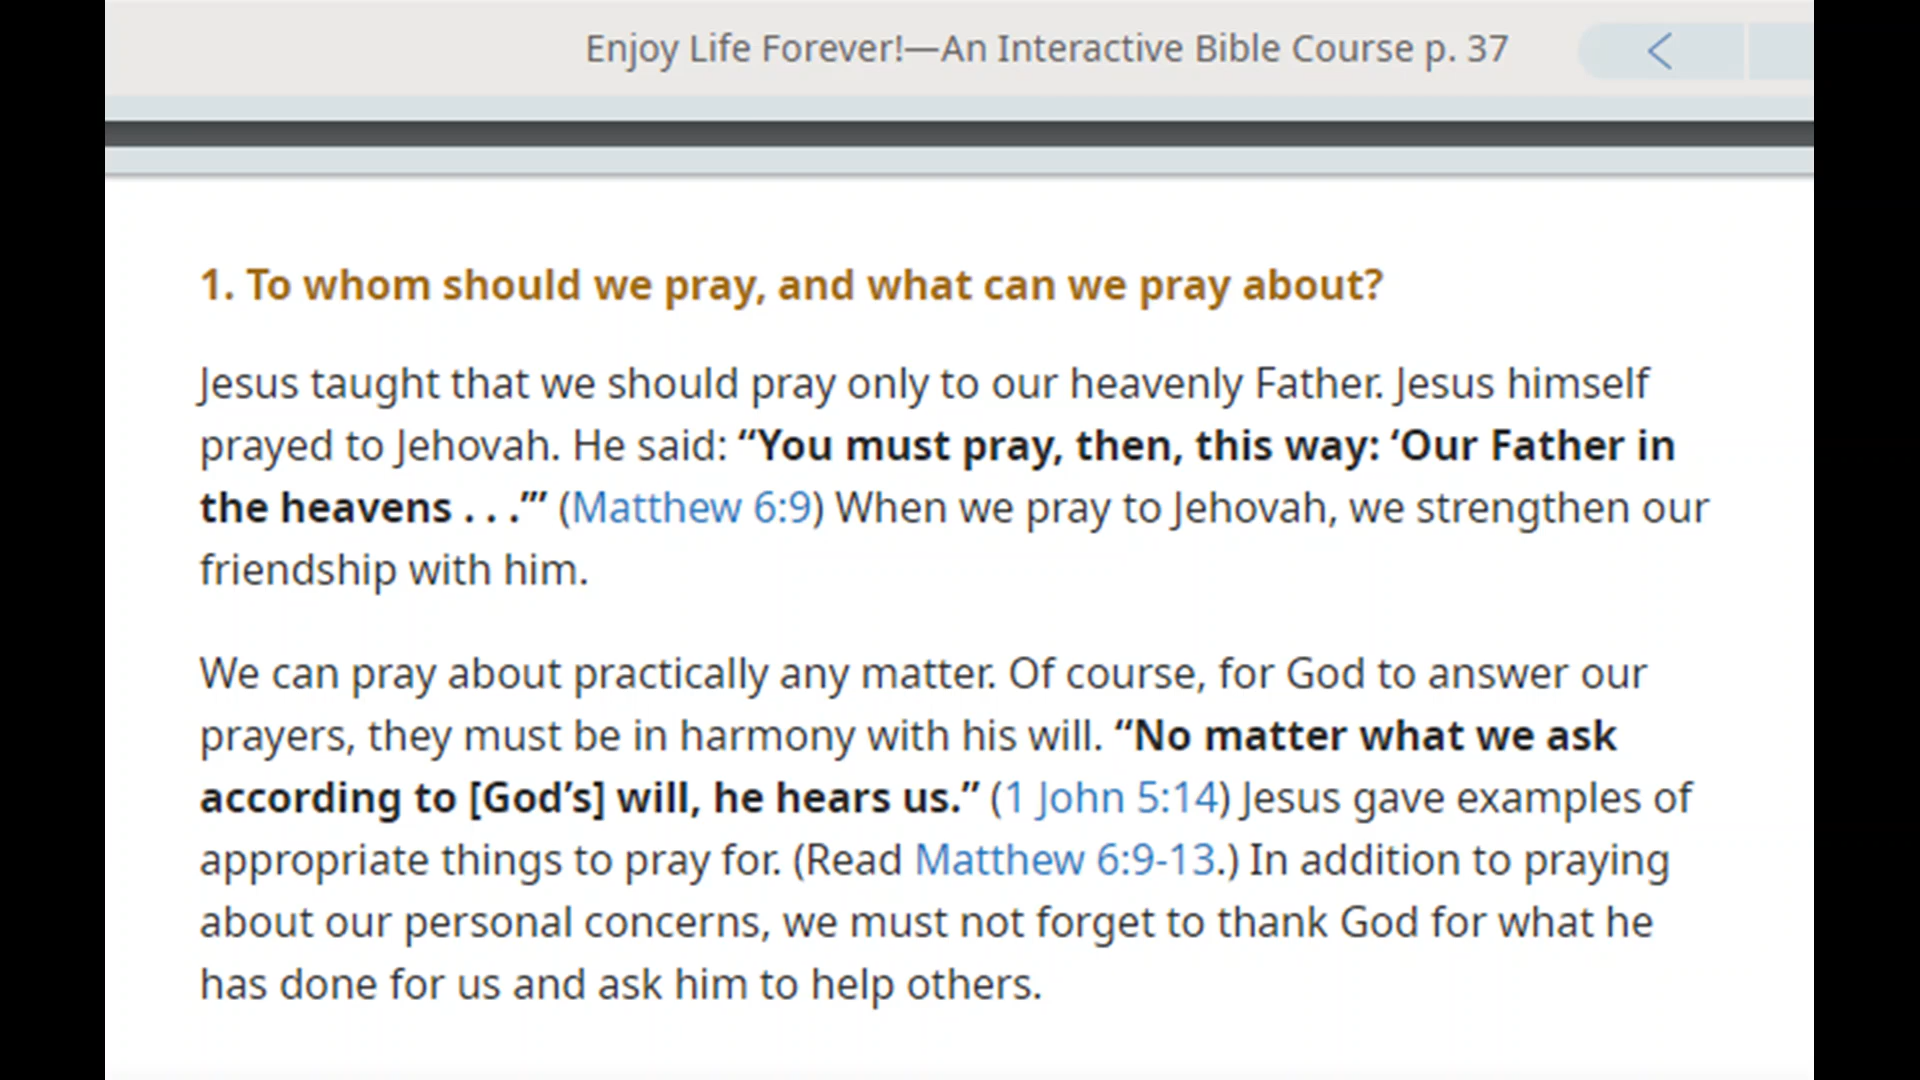 Enjoy Life Forever!—An Interactive Bible Course p. 37
1. To whom should we pray, and what can we pray about?
Jesus taught that we should pray only to our heavenly Father. Jesus himself
prayed to Jehovah. He said: “You must pray, then, this way: ‘Our Father in
the heavens . . .’” (Matthew 6:9) When we pray to Jehovah, we strengthen our
friendship with him.
We can pray about practically any matter. Of course, for God to answer our
prayers, they must be in harmony with his will. “No matter what we ask
according to [God’s] will, he hears us.” (1 John 5:14) Jesus gave examples of
appropriate things to pray for. (Read Matthew 6:9-13.) In addition to praying
about our personal concerns, we must not forget to thank God for what he
has done for us and ask him to help others.